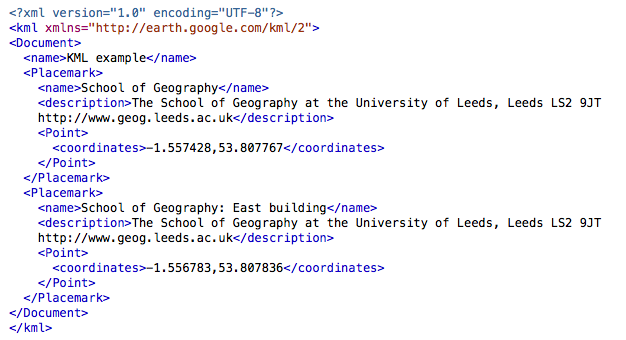 <?xml version="1.0" encoding="UTF-8"?>
<kml xmlns="http://earth.google.com/kml/2">
<Document>
  <name>KML example</name>
  <Placemark>
    <name>School of Geography</name>
    <description>The School of Geography at the University of Leeds, Leeds LS2 9JT
    http://www.geog.leeds.ac.uk</description>
    <Point>
      <coordinates>-1.557428,53.807767</coordinates>
    </Point>
  </Placemark>
  <Placemark>
    <name>School of Geography: East building</name>
    <description>The School of Geography at the University of Leeds, Leeds LS2 9JT
    http://www.geog.leeds.ac.uk</description>
    <Point>
      <coordinates>-1.556783,53.807836</coordinates>
    </Point>
  </Placemark>
</Document>
</kml>